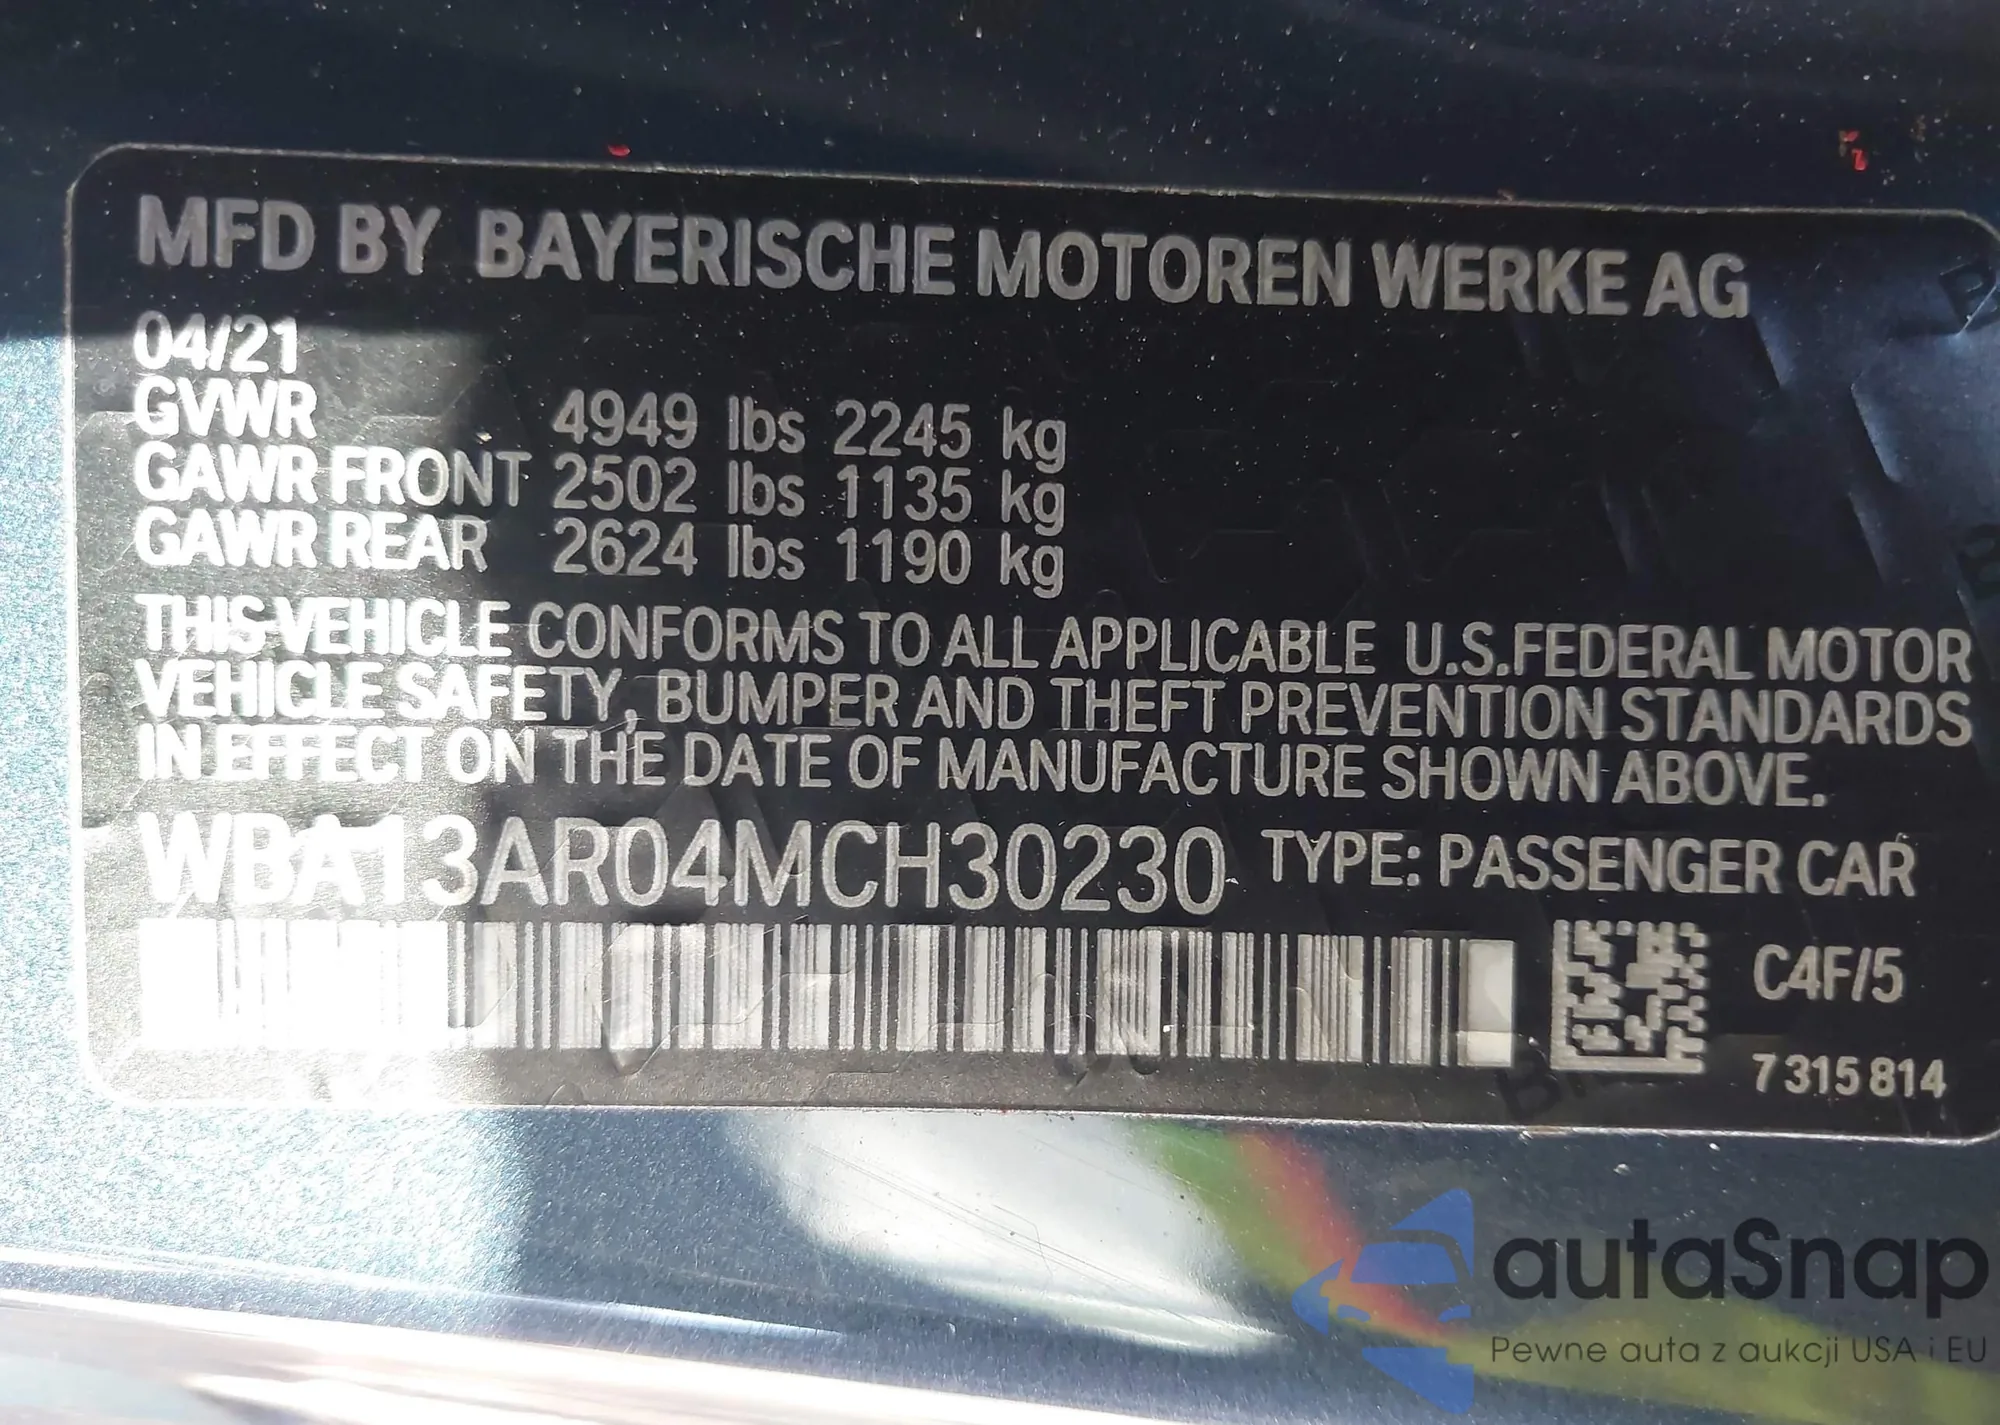 MFD BY BAYERISCHE MOTOREN WERKE AG
04/21
GVWR 4949 lbs 2245 kg
GAWR FRONT 2502 lbs 1135 kg
GAWR REAR 2624 lbs 1190 kg
THIS VEHICLE CONFORMS TO ALL APPLICABLE U.S.FEDERAL MOTOR
VEHICLE SAFETY, BUMPER AND THEFT PREVENTION STANDARDS
IN EFFECT ON THE DATE OF MANUFACTURE SHOWN ABOVE.
WBA13AR04MCH30230 TYPE: PASSENGER CAR
C4F/5
7 315 814
autaSnap
Pewne auta z aukcji USA i EU